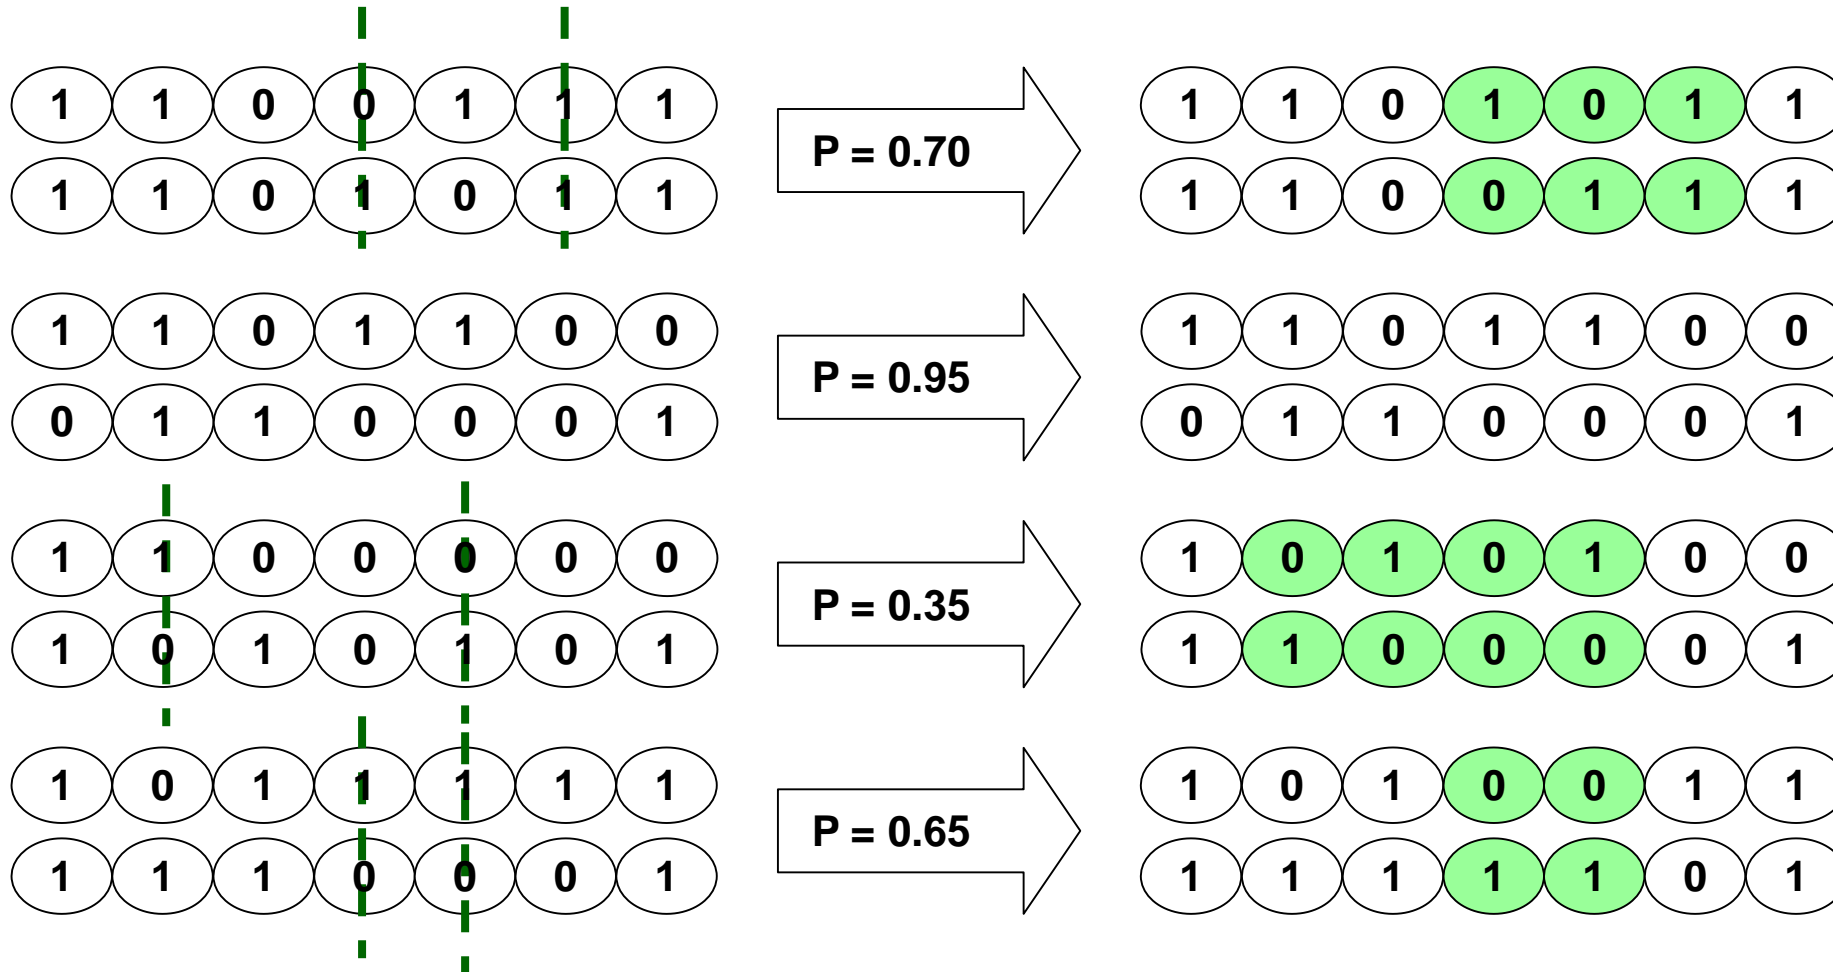 1 1 0 0 1 1 1 1 1 0 1 0 1 1
1 1 0 1 0 1 1 P = 0.70 1 1 0 0 1 1 1
1 1 0 1 1 0 0 1 1 0 1 1 0 0
0 1 1 0 0 0 1 P = 0.95 0 1 1 0 0 0 1
1 1 0 0 0 0 0 1 0 1 0 1 0 0
1 0 1 0 1 0 1 P = 0.35 1 1 0 0 0 0 1
1 0 1 1 1 1 1 1 0 1 0 0 1 1
1 1 1 0 0 0 1 P = 0.65 1 1 1 1 1 0 1